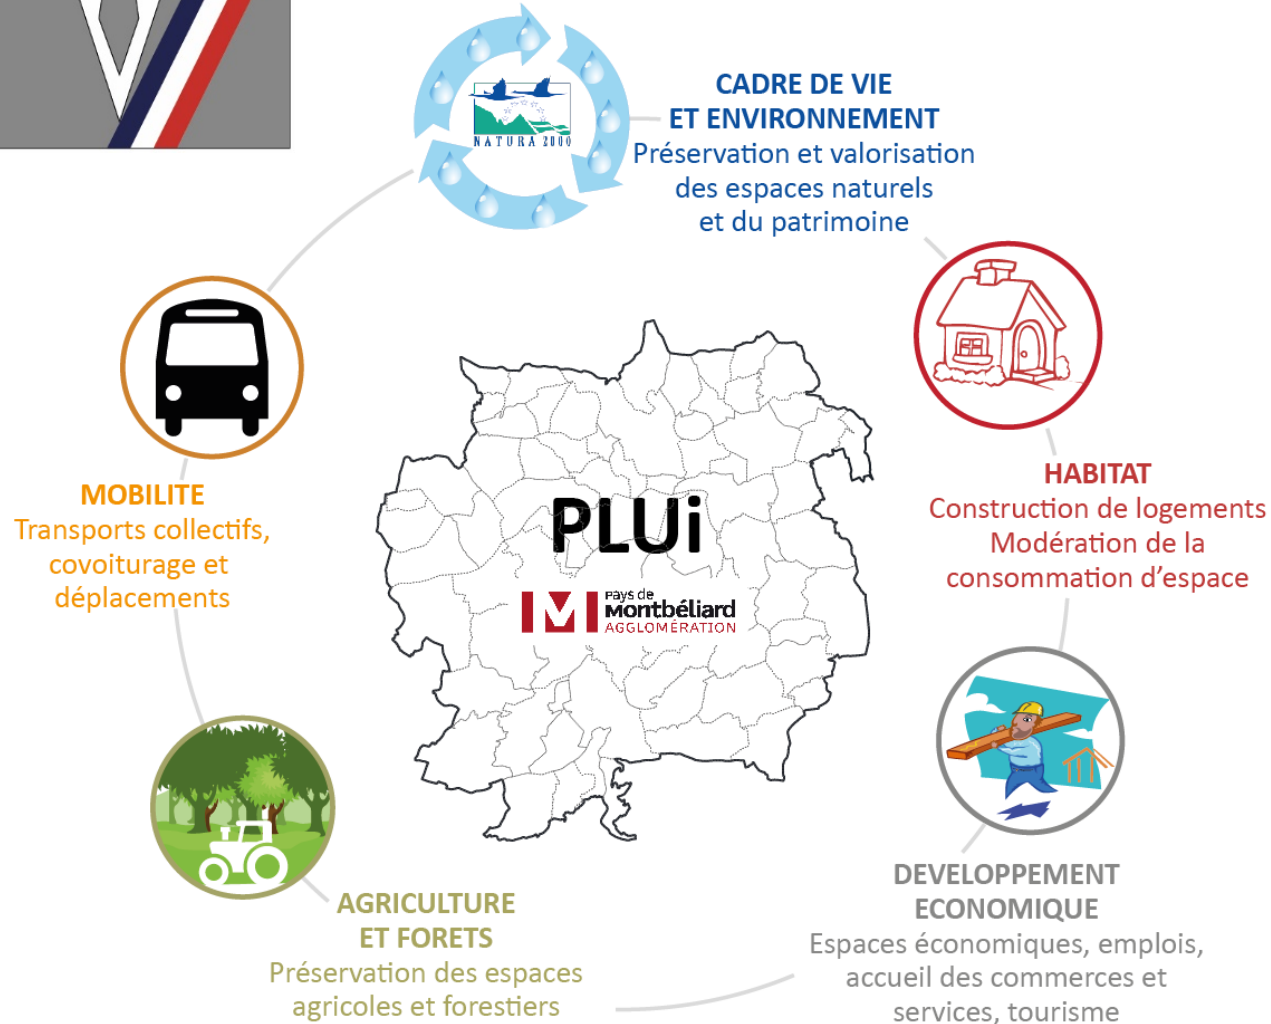 NATURA 2000
CADRE DE VIE
ET ENVIRONNEMENT
Préservation et valorisation
des espaces naturels
et du patrimoine
HABITAT
Construction de logements
Modération de la
consommation d’espace
MOBILITE
Transports collectifs,
covoiturage et
déplacements
PLUi
Pays de
Montbéliard
AGGLOMÉRATION
DEVELOPPEMENT
ECONOMIQUE
Espaces économiques, emplois,
accueil des commerces et
services, tourisme
AGRICULTURE
ET FORETS
Préservation des espaces
agricoles et forestiers